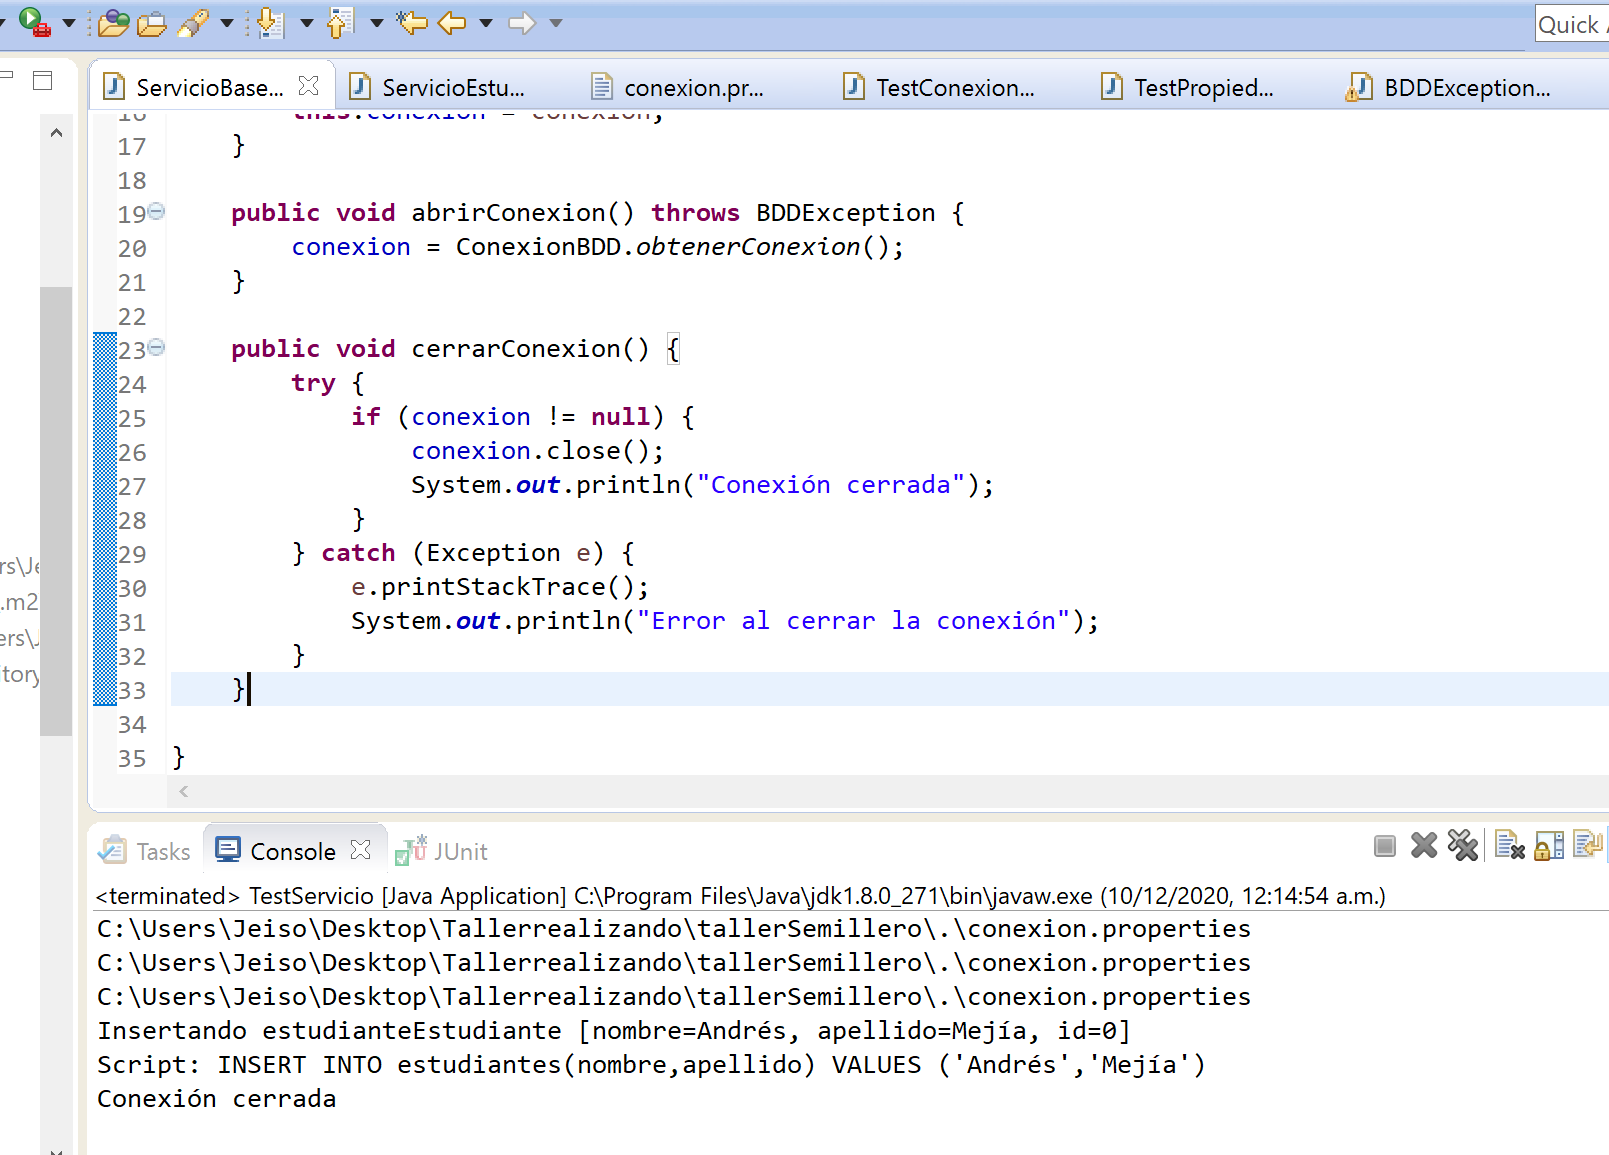 Quick
ServicioBase...
ServicioEstu...
conexion.pr...
TestConexion...
TestPropied...
BDDException...
16 this.conexion = conexion;
17 }
18
19 public void abrirConexion() throws BDDException {
20 conexion = ConexionBDD.obtenerConexion();
21 }
22
23 public void cerrarConexion() {
24 try {
25 if (conexion != null) {
26 conexion.close();
27 System.out.println("Conexión cerrada");
28 }
29 } catch (Exception e) {
30 e.printStackTrace();
31 System.out.println("Error al cerrar la conexión");
32 }
33 }
34
35 }
rs\Je
.m2
ers\J
itory
Tasks
Console
JUnit
<terminated> TestServicio [Java Application] C:\Program Files\Java\jdk1.8.0_271\bin\javaw.exe (10/12/2020, 12:14:54 a.m.)
C:\Users\Jeiso\Desktop\Tallerrealizando\tallerSemillero\.\conexion.properties
C:\Users\Jeiso\Desktop\Tallerrealizando\tallerSemillero\.\conexion.properties
C:\Users\Jeiso\Desktop\Tallerrealizando\tallerSemillero\.\conexion.properties
Insertando estudianteEstudiante [nombre=Andrés, apellido=Mejía, id=0]
Script: INSERT INTO estudiantes(nombre,apellido) VALUES ('Andrés','Mejía')
Conexión cerrada